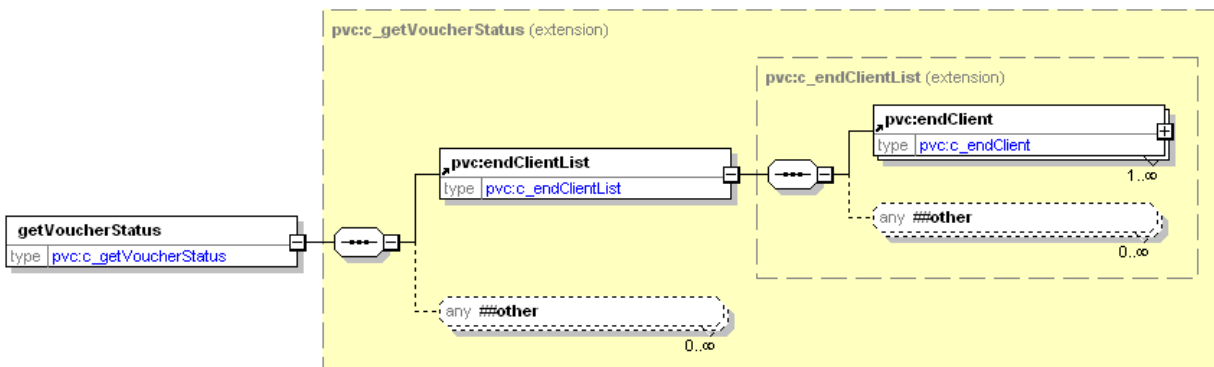 pvc:c_getVoucherStatus (extension)
pvc:c_endClientList (extension)
pvc:endClient
type pvc:c_endClient
1..∞
pvc:endClientList
type pvc:c_endClientList
any ##other
0..∞
getVoucherStatus
type pvc:c_getVoucherStatus
any ##other
0..∞